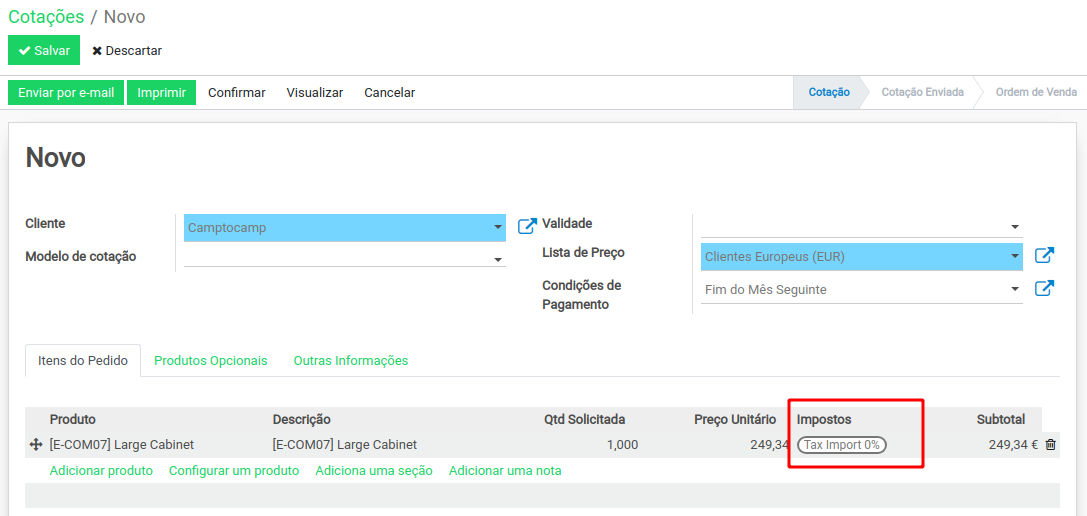 Cotações / Novo
Salvar Descartar
Enviar por e-mail Imprimir Confirmar Visualizar Cancelar Cotação Cotação Enviada Ordem de Venda
Novo
Cliente Camptocamp Validade
Modelo de cotação Lista de Preço Clientes Europeus (EUR)
Condições de Pagamento Fim do Mês Seguinte
Itens do Pedido Produtos Opcionais Outras Informações
Produto Descrição Qtd Solicitada Preço Unitário Impostos Subtotal
[E-COM07] Large Cabinet [E-COM07] Large Cabinet 1,000 249,34 Tax Import 0% 249,34 €
Adicionar produto Configurar um produto Adiciona uma seção Adicionar uma nota